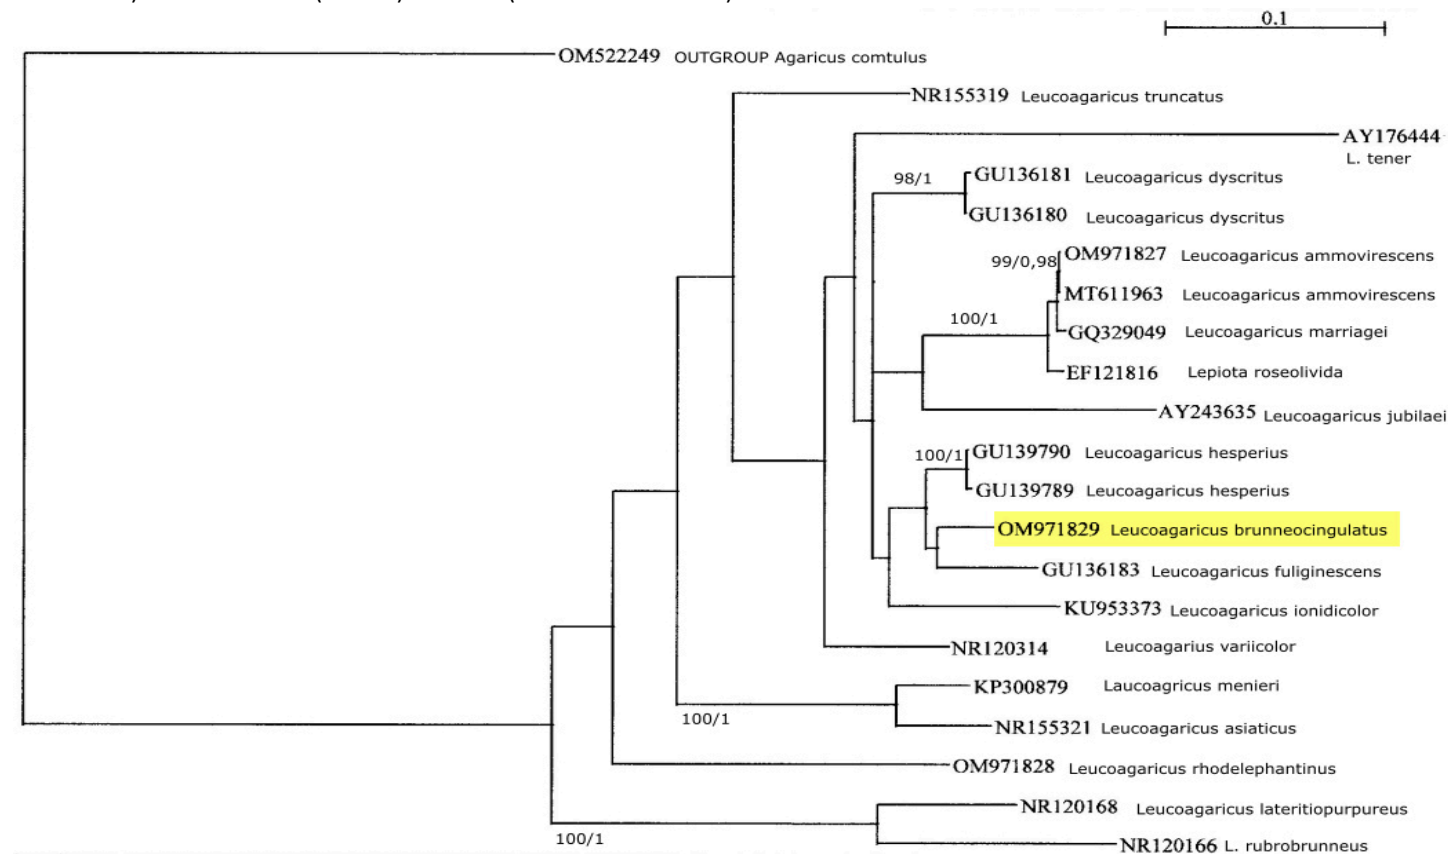 0.1
OM522249 OUTGROUP Agaricus comtulus
NR155319 Leucoagaricus truncatus
AY176444
L. tener
98/1
GU136181 Leucoagaricus dyscritus
GU136180 Leucoagaricus dyscritus
99/0,98
OM971827 Leucoagaricus ammovirescens
MT611963 Leucoagaricus ammovirescens
100/1
GQ329049 Leucoagaricus marriagei
EF121816 Lepiota roseolivida
AY243635 Leucoagaricus jubilaei
100/1
GU139790 Leucoagaricus hesperius
GU139789 Leucoagaricus hesperius
OM971829 Leucoagaricus brunneocingulatus
GU136183 Leucoagaricus fuliginescens
KU953373 Leucoagaricus ionidicolor
NR120314 Leucoagarius variicolor
KP300879 Laucoagricus menieri
100/1
NR155321 Leucoagaricus asiaticus
OM971828 Leucoagaricus rhodelephantinus
NR120168 Leucoagaricus lateritiopurpureus
100/1
NR120166 L. rubrobrunneus